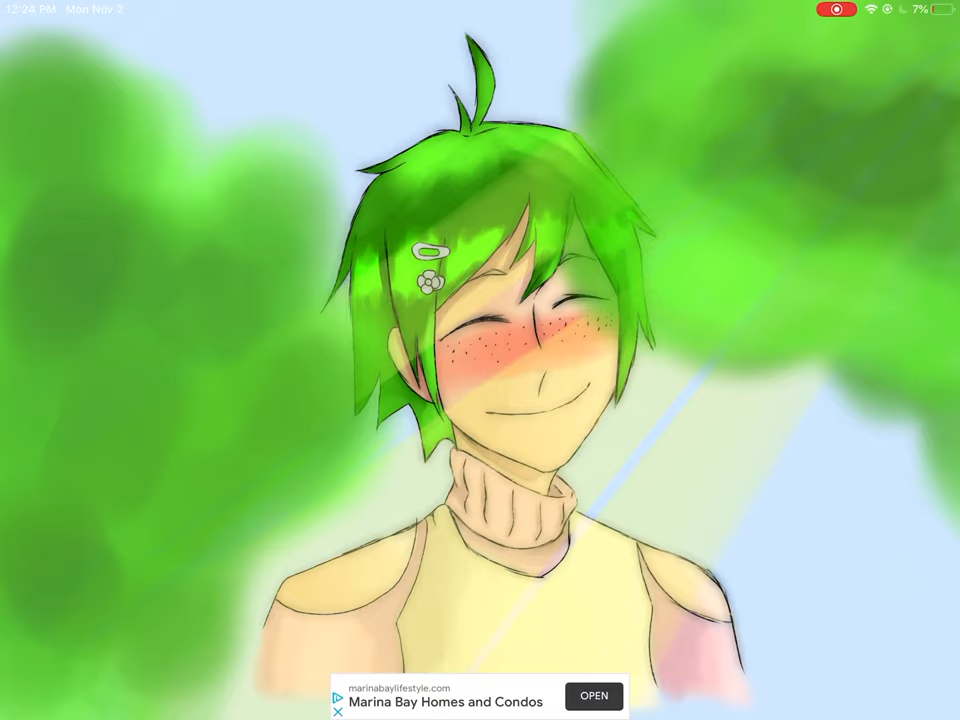 12:24 PM Mon Nov 2
7%
marinabaylifestyle.com
Marina Bay Homes and Condos
OPEN